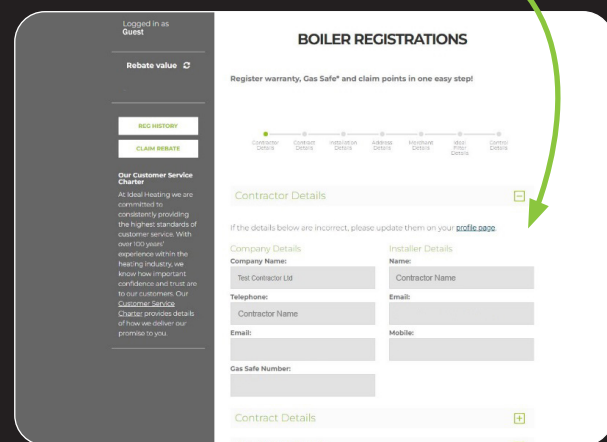 Logged in as
Guest
Rebate value
REG HISTORY
CLAIM REBATE
Our Customer Service
Charter
At Ideal Heating we are
committed to
consistently providing
the highest standards of
customer service. With
over 100 years'
experience within the
heating industry, we
know how important
confidence and trust are
to our customers. Our
Customer Service
Charter provides details
of how we deliver our
promise to you.
BOILER REGISTRATIONS
Register warranty, Gas Safe* and claim points in one easy step!
Contractor Details
Contract Details
Installation Details
Address Details
Merchant Details
Ideal Filter Details
Control Details
Contractor Details
If the details below are incorrect, please update them on your profile page.
Company Details
Company Name:
Test Contractor Ltd
Telephone:
Contractor Name
Email:
Gas Safe Number:
Installer Details
Name:
Contractor Name
Email:
Mobile:
Contract Details